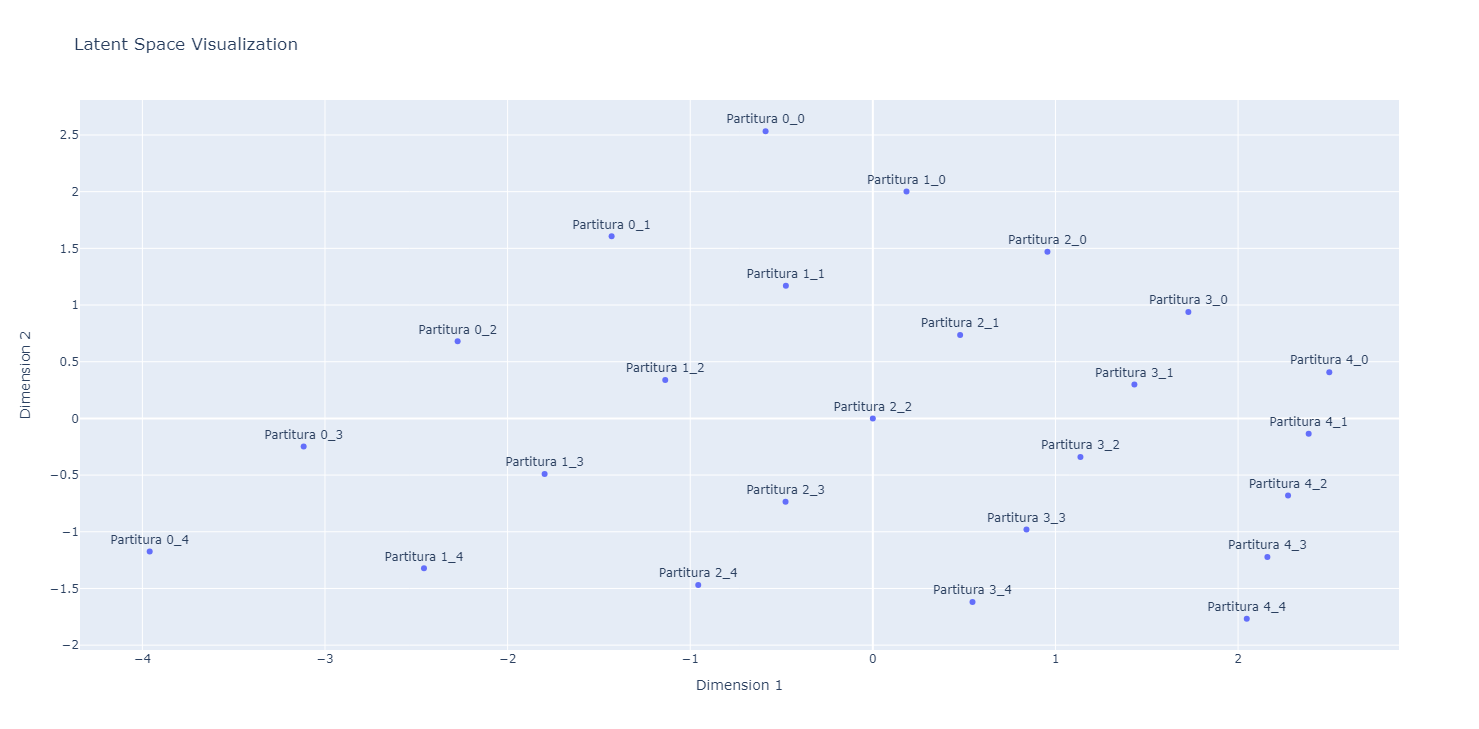 Latent Space Visualization
Partitura 0_0
2.5
Partitura 1_0
2
Partitura 0_1
Partitura 2_0
1.5
Partitura 1_1
Partitura 3_0
1
Partitura 2_1
Partitura 0_2
Partitura 4_0
0.5
Partitura 1_2
Partitura 3_1
Dimension 2
Partitura 2_2
0
Partitura 4_1
Partitura 0_3
Partitura 3_2
Partitura 1_3
−0.5
Partitura 4_2
Partitura 2_3
Partitura 3_3
−1
Partitura 0_4
Partitura 4_3
Partitura 1_4
Partitura 2_4
−1.5
Partitura 3_4
Partitura 4_4
−2
−4
−3
−2
−1
0
1
2
Dimension 1